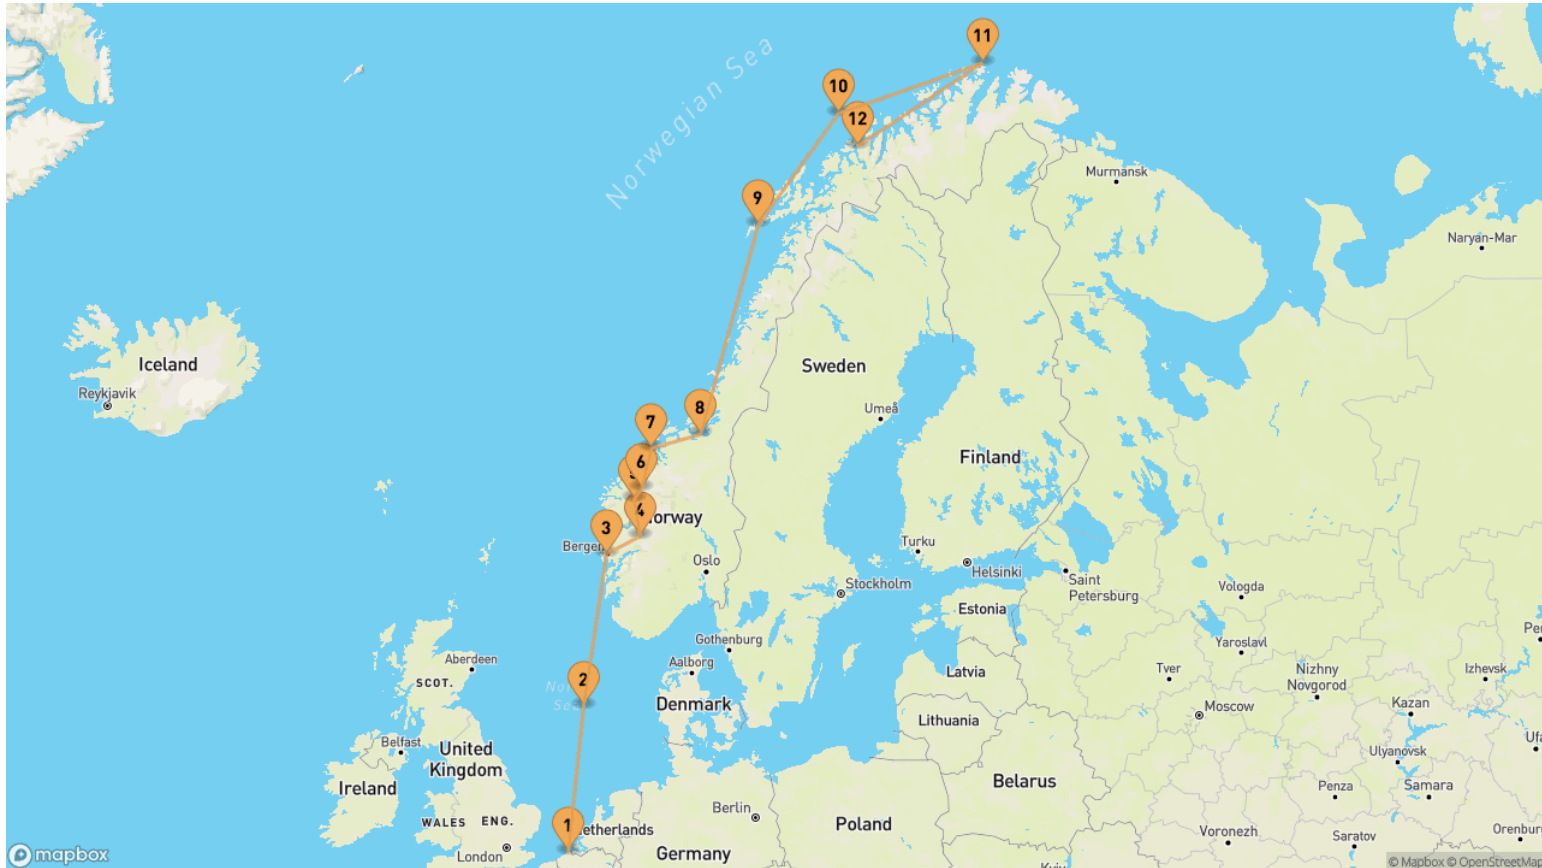 11
Norwegian Sea
10
12
Murmansk
9
Naryan-Mar
Iceland
Reykjavik
Sweden
Umeå
8
7
6
Finland
4
Norway
3
Bergen
Oslo
Turku
Helsinki
Saint
Petersburg
Stockholm
Vologda
Estonia
Gothenburg
Yaroslavl
Aberdeen
Aalborg
SCOT.
Latvia
Tver
Nizhny
Novgorod
Izhevsk
2
Denmark
Lithuania
Moscow
Kazan
Belfast
United
Kingdom
Ulyanovsk
Ireland
Belarus
Penza
Samara
WALES
ENG.
1
Netherlands
Berlin
Poland
Voronezh
Saratov
Orenburg
London
Germany
mapbox
© Mapbox © OpenStreetMap